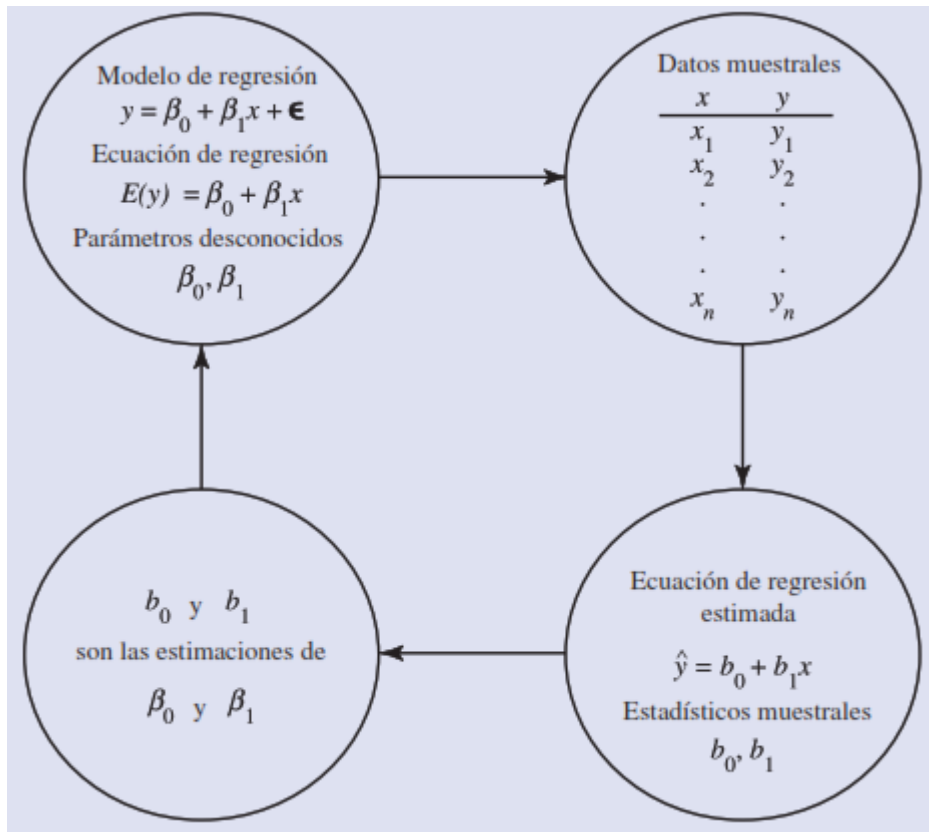 Modelo de regresión
y = β₀ + β₁x + ϵ
Ecuación de regresión
E(y) = β₀ + β₁x
Parámetros desconocidos
β₀, β₁
Datos muestrales
x y
x₁ y₁
x₂ y₂
. .
. .
. .
xₙ yₙ
Ecuación de regresión
estimada
ŷ = b₀ + b₁x
Estadísticos muestrales
b₀, b₁
b₀ y b₁
son las estimaciones de
β₀ y β₁